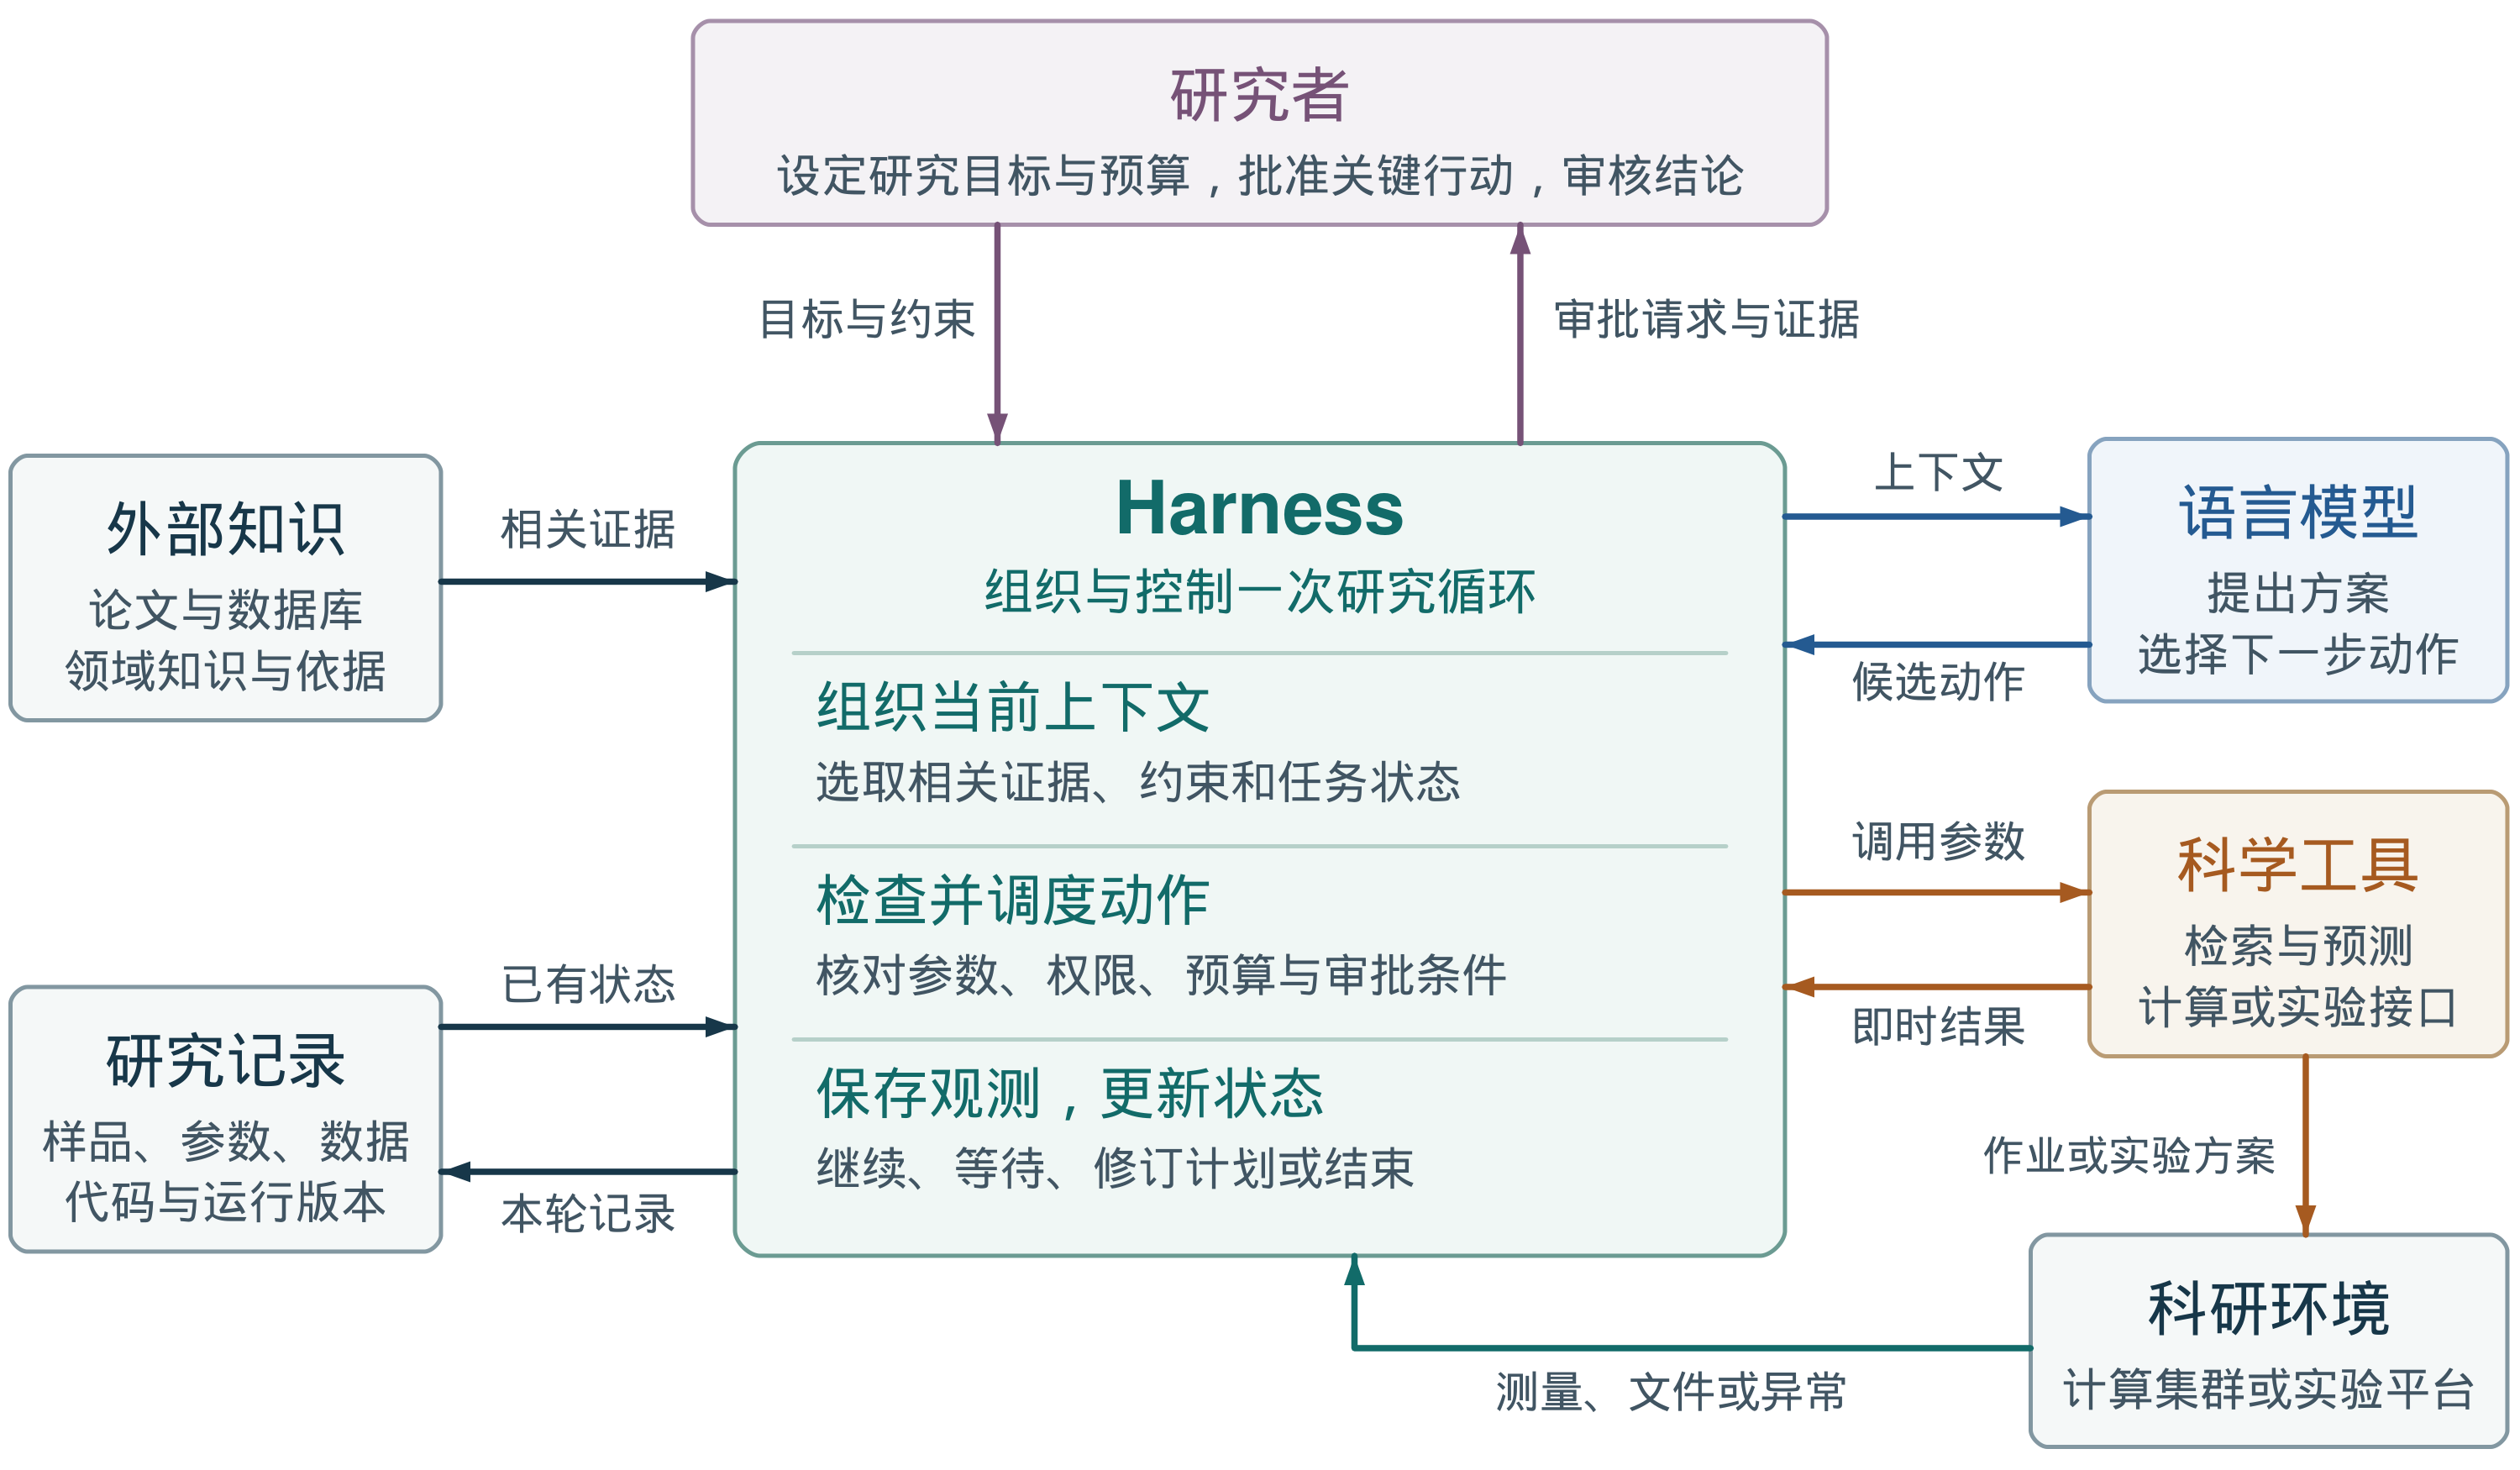 研究者
设定研究目标与预算，批准关键行动，审核结论
目标与约束
审批请求与证据
外部知识
论文与数据库
领域知识与依据
相关证据
Harness
组织与控制一次研究循环
组织当前上下文
选取相关证据、约束和任务状态
检查并调度动作
核对参数、权限、预算与审批条件
保存观测，更新状态
继续、等待、修订计划或结束
上下文
候选动作
语言模型
提出方案
选择下一步动作
调用参数
即时结果
科学工具
检索与预测
计算或实验接口
已有状态
本轮记录
研究记录
样品、参数、数据
代码与运行版本
作业或实验方案
科研环境
计算集群或实验平台
测量、文件或异常